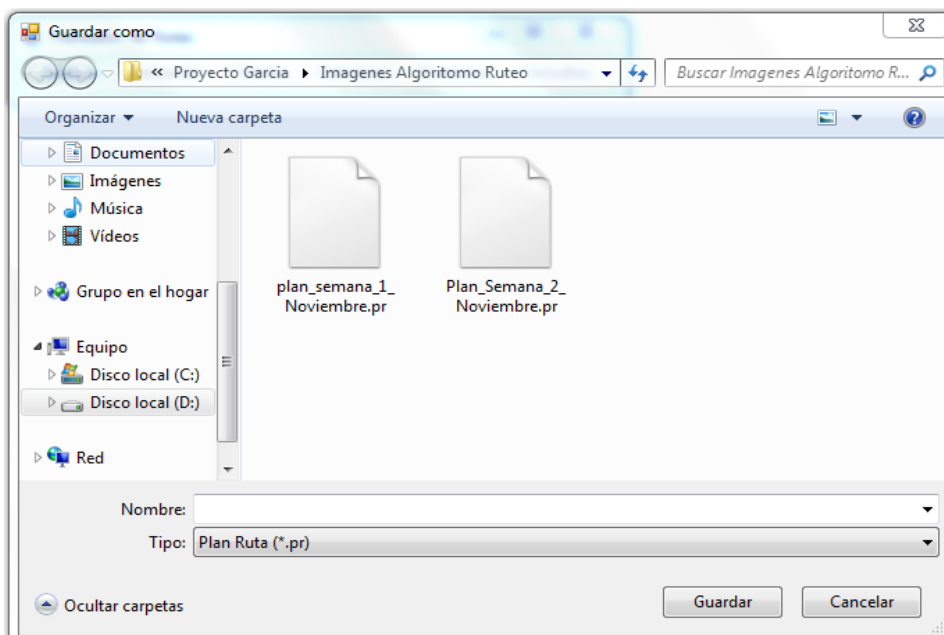 Guardar como
« Proyecto Garcia ▸ Imagenes Algoritomo Ruteo
Buscar Imagenes Algoritomo R...
Organizar
Nueva carpeta
Documentos
Imágenes
Música
Vídeos
Grupo en el hogar
Equipo
Disco local (C:)
Disco local (D:)
Red
plan_semana_1_
Noviembre.pr
Plan_Semana_2_
Noviembre.pr
Nombre:
Tipo: Plan Ruta (*.pr)
Ocultar carpetas
Guardar
Cancelar